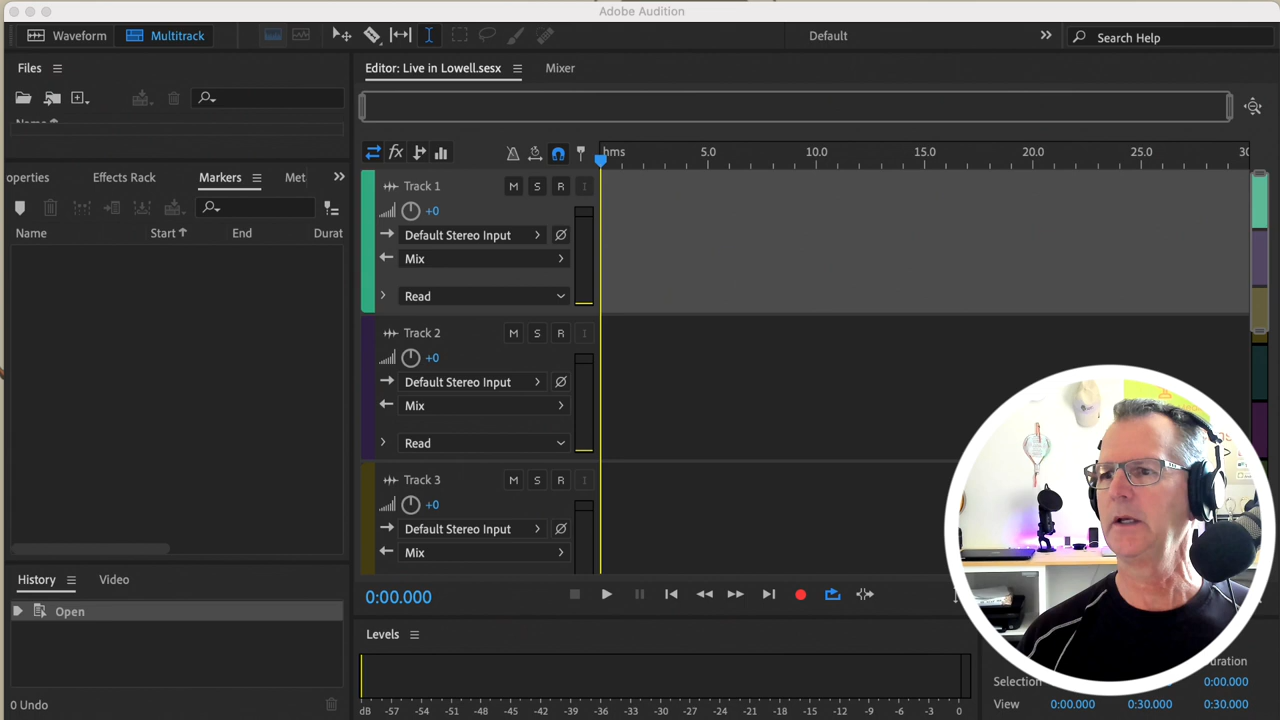 Adobe Audition
Waveform
Multitrack
Default
Search Help
Files
Editor: Live in Lowell.sesx
Mixer
Name
hms
5.0
10.0
15.0
20.0
25.0
30
operties
Effects Rack
Markers
Met
Track 1
M
S
R
I
+0
Name
Start
End
Durat
Default Stereo Input
Mix
Read
Track 2
M
S
R
I
+0
Default Stereo Input
Mix
Read
Track 3
M
S
R
I
+0
Default Stereo Input
Mix
History
Video
0:00.000
Open
Levels
Selection
uration
0:00.000
View
0:00.000
0:30.000
0:30.000
0 Undo
dB
-57
-54
-51
-48
-45
-42
-39
-36
-33
-30
-27
-24
-21
-18
-15
-12
-9
-6
-3
0